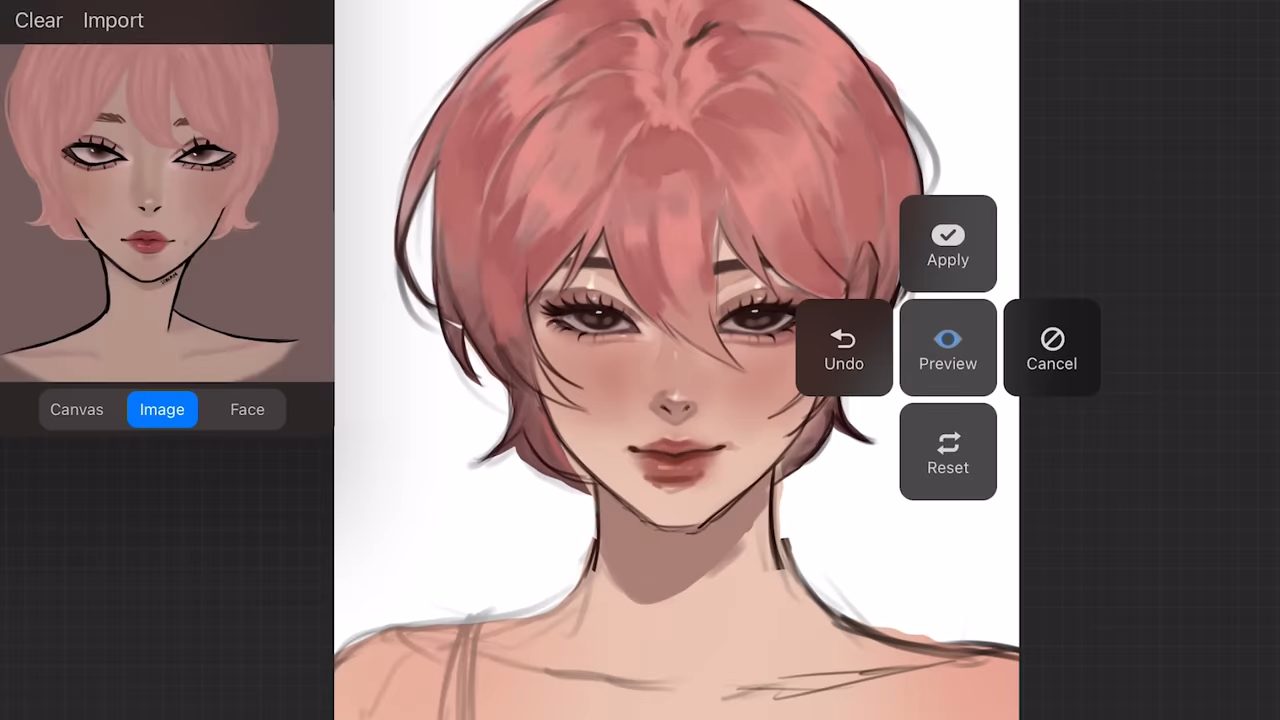 Clear Import
Canvas Image Face
Apply
Undo Preview Cancel
Reset